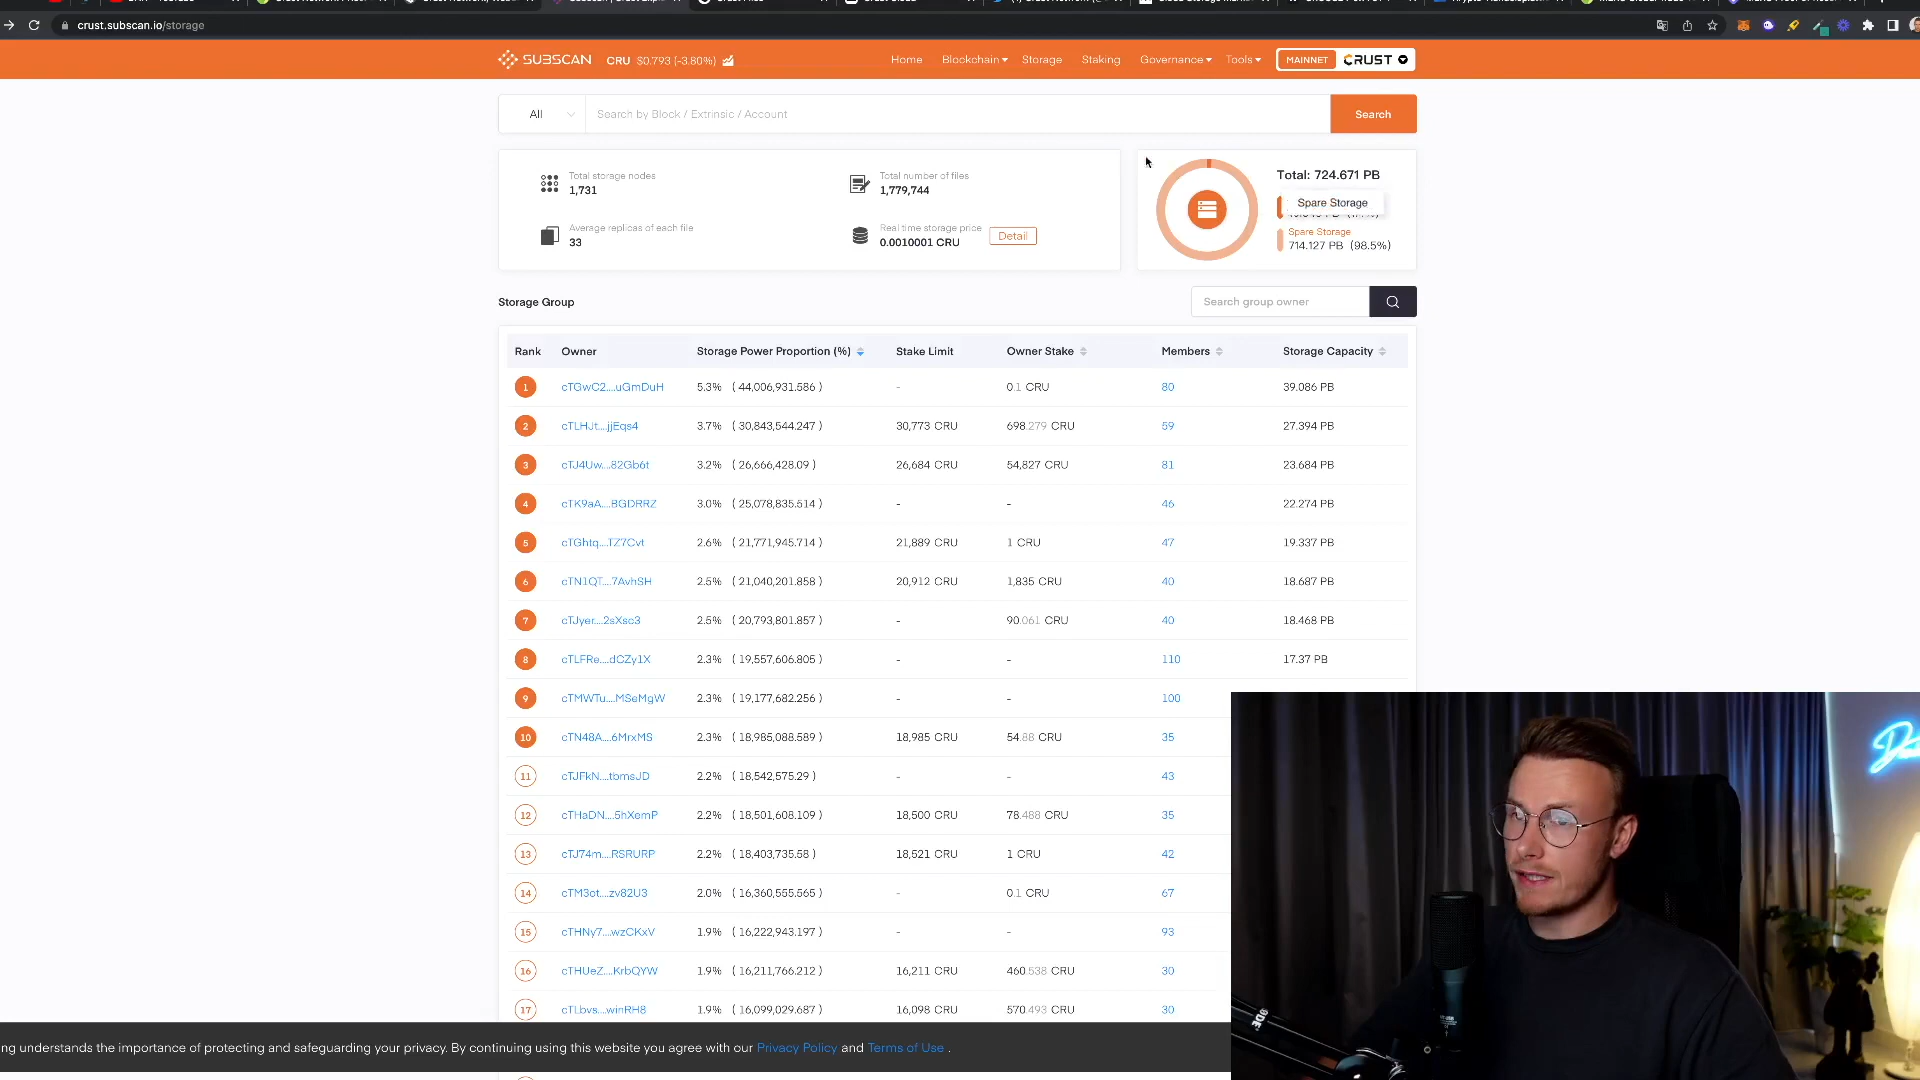 crust.subscan.io/storage
SUBSCAN CRU $0.793 (-3.80%) Home Blockchain Storage Staking Governance Tools MAINNET CRUST
All Search by Block / Extrinsic / Account Search
Total storage nodes
1,731
Total number of files
1,779,744
Average replicas of each file
33
Real time storage price
0.0010001 CRU Detail
Total: 724.671 PB
Spare Storage
Spare Storage
714.127 PB (98.5%)
Storage Group Search group owner
Rank Owner Storage Power Proportion (%) Stake Limit Owner Stake Members Storage Capacity
1 cTGwC2....uGmDuH 5.3% ( 44,006,931.586 ) - 0.1 CRU 80 39.086 PB
2 cTLHJt....jjEqs4 3.7% ( 30,843,544.247 ) 30,773 CRU 698.279 CRU 59 27.394 PB
3 cTJ4Uw....82Gb6t 3.2% ( 26,666,428.09 ) 26,684 CRU 54,827 CRU 81 23.684 PB
4 cTK9aA....BGDRRZ 3.0% ( 25,078,835.514 ) - - 46 22.274 PB
5 cTGhtq....TZ7Cvt 2.6% ( 21,771,945.714 ) 21,889 CRU 1 CRU 47 19.337 PB
6 cTN1QT....7AvhSH 2.5% ( 21,040,201.858 ) 20,912 CRU 1,835 CRU 40 18.687 PB
7 cTJyer....2sXsc3 2.5% ( 20,793,801.857 ) - 90.061 CRU 40 18.468 PB
8 cTLFRe....dCZy1X 2.3% ( 19,557,606.805 ) - - 110 17.37 PB
9 cTMWTu....MSeMgW 2.3% ( 19,177,682.256 ) - - 100
10 cTN48A....6MrxMS 2.3% ( 18,985,088.589 ) 18,985 CRU 54.88 CRU 35
11 cTJFkN....tbmsJD 2.2% ( 18,542,575.29 ) - - 43
12 cTHaDN....5hXemP 2.2% ( 18,501,608.109 ) 18,500 CRU 78.488 CRU 35
13 cTJ74m....RSRURP 2.2% ( 18,403,735.58 ) 18,521 CRU 1 CRU 42
14 cTM3ot....zv82U3 2.0% ( 16,360,555.565 ) - 0.1 CRU 67
15 cTHNy7....wzCKxV 1.9% ( 16,222,943.197 ) - - 93
16 cTHUeZ....KrbQYW 1.9% ( 16,211,766.212 ) 16,211 CRU 460.538 CRU 30
17 cTLbvs....winRH8 1.9% ( 16,099,029.687 ) 16,098 CRU 570.493 CRU 30
ng understands the importance of protecting and safeguarding your privacy. By continuing using this website you agree with our Privacy Policy and Terms of Use .